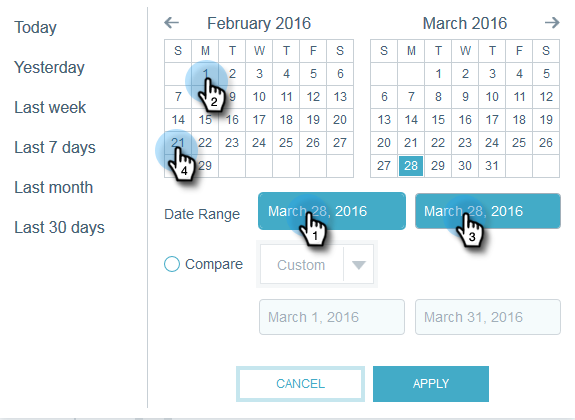 Today
Yesterday
Last week
Last 7 days
Last month
Last 30 days
February 2016
S M T W T F S
1 2 3 4 5 6
2
7 9 10 11 12 13
14 15 16 17 18 19 20
21 22 23 24 25 26 27
4
29
March 2016
S M T W T F S
1 2 3 4 5
6 7 8 9 10 11 12
13 14 15 16 17 18 19
20 21 22 23 24 25 26
27 28 29 30 31
Date Range
March 28, 2016
1
March 28, 2016
3
Compare
Custom
March 1, 2016
March 31, 2016
CANCEL
APPLY